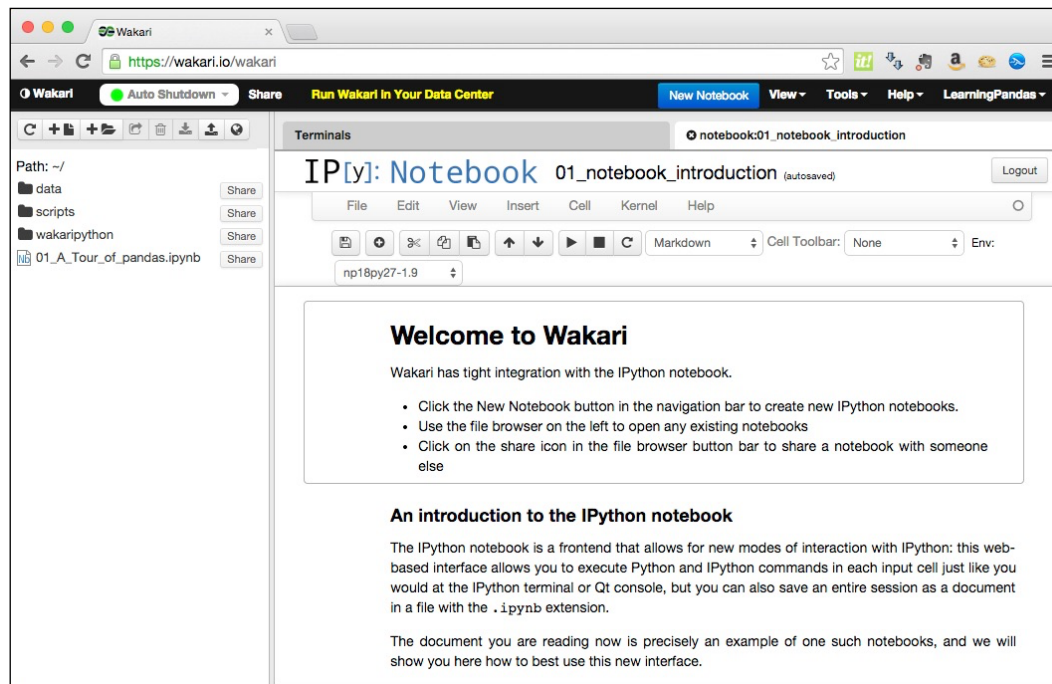 Wakari
https://wakari.io/wakari
Wakari Auto Shutdown Share Run Wakari In Your Data Center New Notebook View Tools Help LearningPandas
Terminals
notebook:01_notebook_introduction
Path: ~/
data Share
scripts Share
wakaripython Share
01_A_Tour_of_pandas.ipynb Share
IP[y]: Notebook 01_notebook_introduction (autosaved) Logout
File Edit View Insert Cell Kernel Help
Markdown Cell Toolbar: None Env:
np18py27-1.9
Welcome to Wakari
Wakari has tight integration with the IPython notebook.
• Click the New Notebook button in the navigation bar to create new IPython notebooks.
• Use the file browser on the left to open any existing notebooks
• Click on the share icon in the file browser button bar to share a notebook with someone
else
An introduction to the IPython notebook
The IPython notebook is a frontend that allows for new modes of interaction with IPython: this web-
based interface allows you to execute Python and IPython commands in each input cell just like you
would at the IPython terminal or Qt console, but you can also save an entire session as a document
in a file with the .ipynb extension.
The document you are reading now is precisely an example of one such notebooks, and we will
show you here how to best use this new interface.